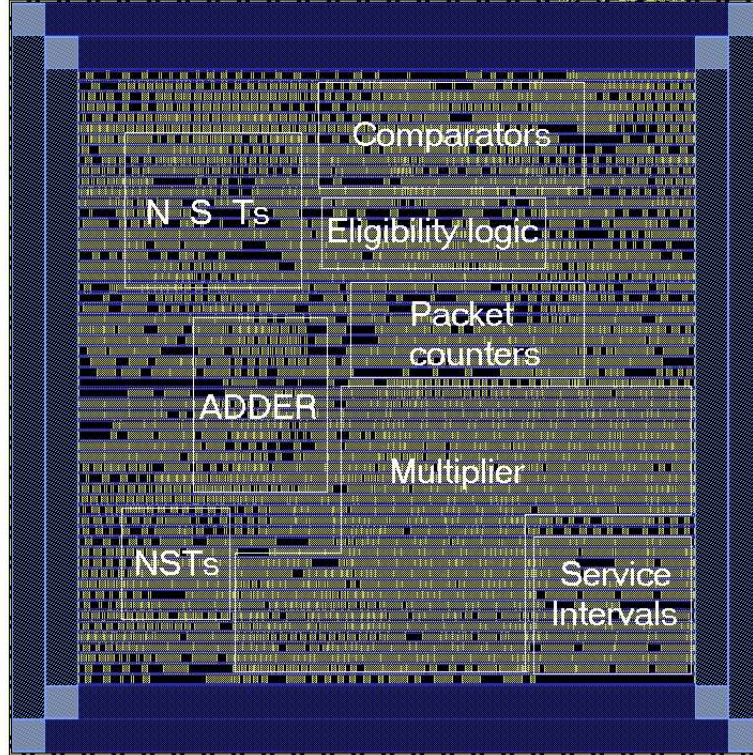 Comparators
N S Ts
Eligibility logic
Packet
counters
ADDER
Multiplier
NSTs
Service
Intervals